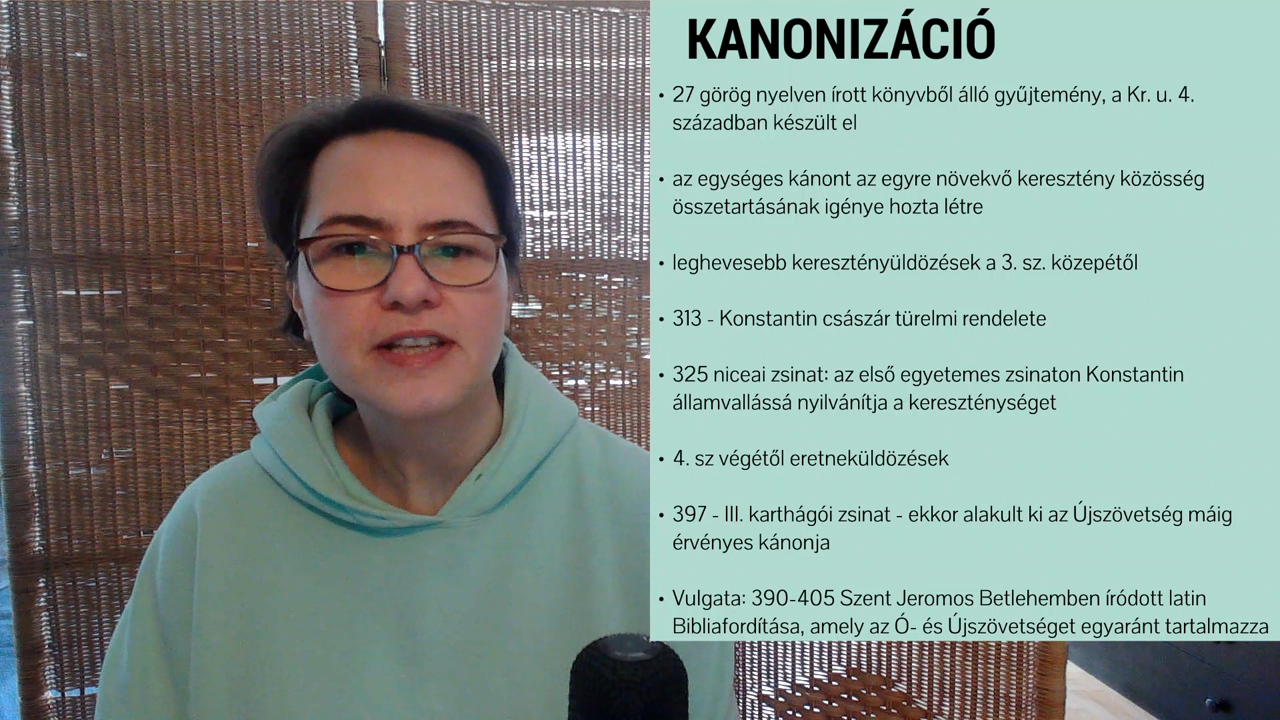 KANONIZÁCIÓ
• 27 görög nyelven írott könyvből álló gyűjtemény, a Kr. u. 4.
században készült el
• az egységes kánont az egyre növekvő keresztény közösség
összetartásának igénye hozta létre
• leghevesebb keresztényüldözések a 3. sz. közepétől
• 313 - Konstantin császár türelmi rendelete
• 325 niceai zsinat: az első egyetemes zsinaton Konstantin
államvallássá nyilvánítja a kereszténységet
• 4. sz végétől eretneküldözések
• 397 - III. karthágói zsinat - ekkor alakult ki az Újszövetség máig
érvényes kánonja
• Vulgata: 390-405 Szent Jeromos Betlehemben íródott latin
Bibliafordítása, amely az Ó- és Újszövetséget egyaránt tartalmazza